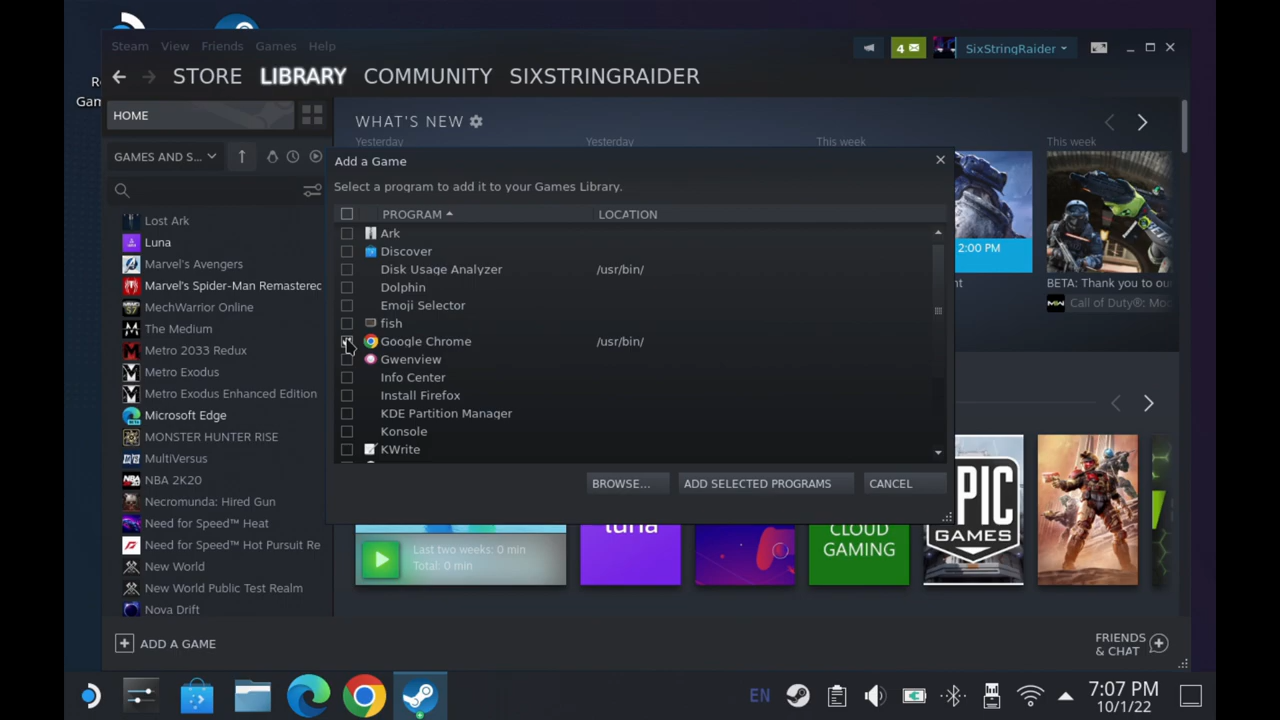 Steam View Friends Games Help
4
SixStringRaider
STORE LIBRARY COMMUNITY SIXSTRINGRAIDER
Gam
HOME
WHAT'S NEW
Yesterday
Yesterday
This week
This week
GAMES AND S...
Add a Game
Select a program to add it to your Games Library.
PROGRAM LOCATION
Ark
Discover
Disk Usage Analyzer /usr/bin/
Dolphin
Emoji Selector
fish
Google Chrome /usr/bin/
Gwenview
Info Center
Install Firefox
KDE Partition Manager
Konsole
KWrite
BROWSE...
ADD SELECTED PROGRAMS
CANCEL
Lost Ark
Luna
Marvel's Avengers
Marvel's Spider-Man Remastered
MechWarrior Online
The Medium
Metro 2033 Redux
Metro Exodus
Metro Exodus Enhanced Edition
Microsoft Edge
MONSTER HUNTER RISE
MultiVersus
NBA 2K20
Necromunda: Hired Gun
Need for Speed™ Heat
Need for Speed™ Hot Pursuit Re
New World
New World Public Test Realm
Nova Drift
2:00 PM
BETA: Thank you to ou
Call of Duty®: Mo
Last two weeks: 0 min
Total: 0 min
luna
CLOUD
GAMING
EPIC
GAMES
ADD A GAME
FRIENDS
& CHAT
EN
7:07 PM
10/1/22